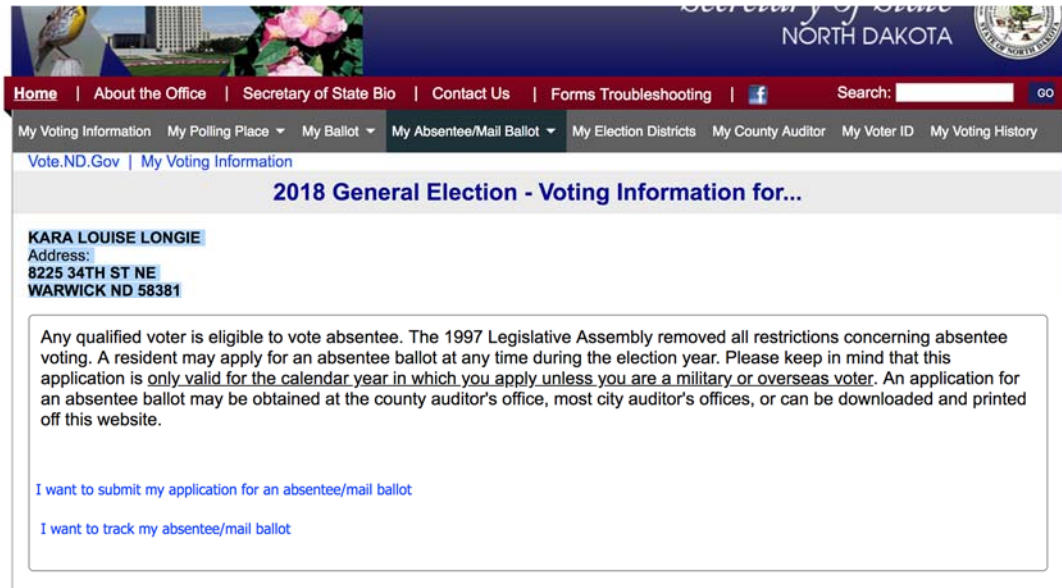 Secretary of State
NORTH DAKOTA
Home | About the Office | Secretary of State Bio | Contact Us | Forms Troubleshooting | f Search: GO
My Voting Information My Polling Place My Ballot My Absentee/Mail Ballot My Election Districts My County Auditor My Voter ID My Voting History
Vote.ND.Gov | My Voting Information
2018 General Election - Voting Information for...
KARA LOUISE LONGIE
Address:
8225 34TH ST NE
WARWICK ND 58381
Any qualified voter is eligible to vote absentee. The 1997 Legislative Assembly removed all restrictions concerning absentee
voting. A resident may apply for an absentee ballot at any time during the election year. Please keep in mind that this
application is only valid for the calendar year in which you apply unless you are a military or overseas voter. An application for
an absentee ballot may be obtained at the county auditor's office, most city auditor's offices, or can be downloaded and printed
off this website.
I want to submit my application for an absentee/mail ballot
I want to track my absentee/mail ballot